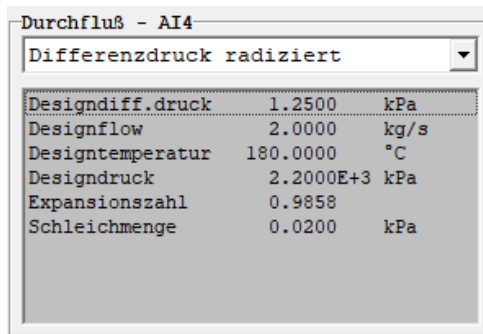 Durchfluß - AI4
Differenzdruck radiziert
Designdiff.druck 1.2500 kPa
Designflow 2.0000 kg/s
Designtemperatur 180.0000 °C
Designdruck 2.2000E+3 kPa
Expansionszahl 0.9858
Schleichmenge 0.0200 kPa